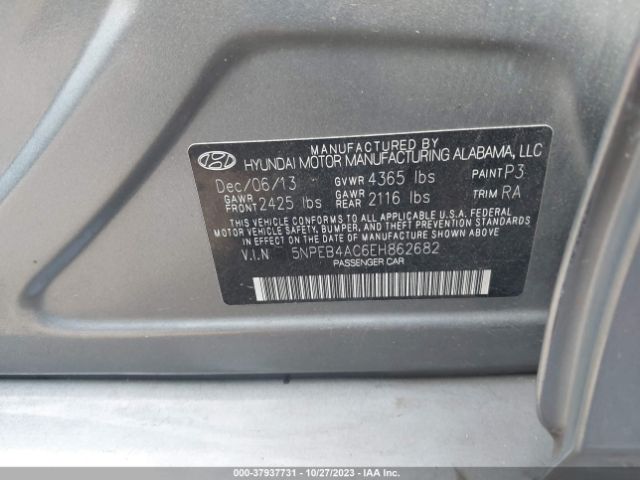 MANUFACTURED BY
HYUNDAI MOTOR MANUFACTURING ALABAMA, LLC
Dec/06/13 GVWR 4365 lbs PAINT P3
GAWR FRONT 2425 lbs GAWR REAR 2116 lbs TRIM RA
THIS VEHICLE CONFORMS TO ALL APPLICABLE U.S.A. FEDERAL
MOTOR VEHICLE SAFETY, BUMPER, AND THEFT STANDARDS
IN EFFECT ON THE DATE OF MANUFACTURE SHOWN ABOVE.
V.I.N 5NPEB4AC6EH862682
PASSENGER CAR
000-37937731 - 10/27/2023 - IAA Inc. All Rights Reserved